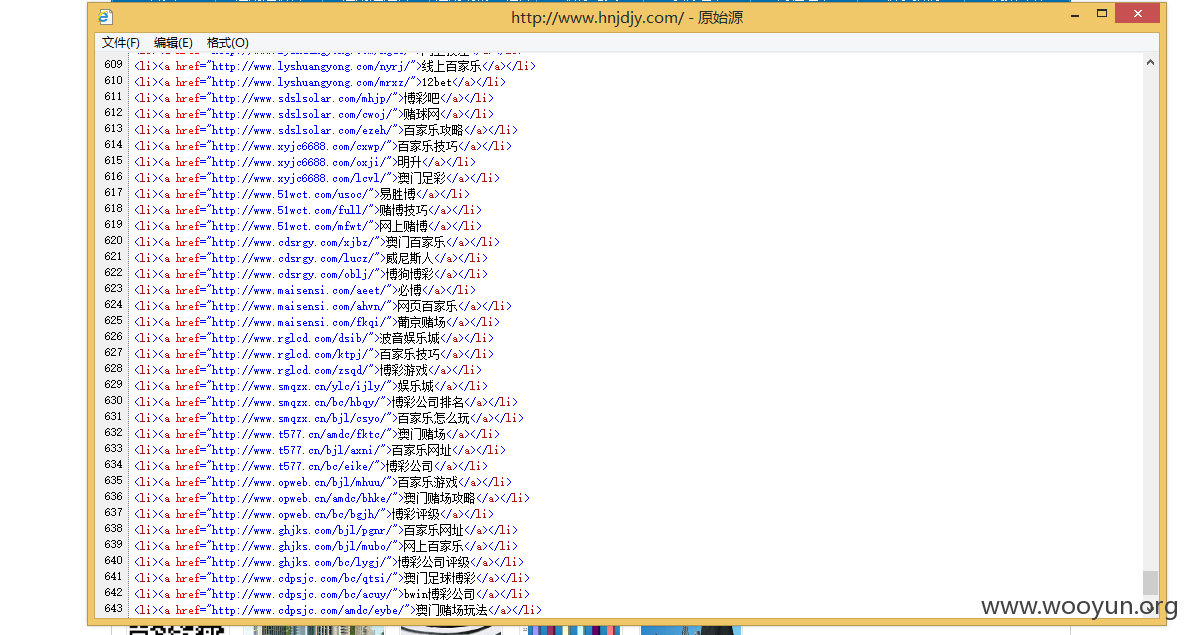 http://www.hnjdjy.com/ - 原始源
文件(F) 编辑(E) 格式(O)
609 <li><a href="http://www.lyshuangyong.com/nyrj/">线上百家乐</a></li>
610 <li><a href="http://www.lyshuangyong.com/mrxz/">12bet</a></li>
611 <li><a href="http://www.sdslsolar.com/mhjp/">博彩吧</a></li>
612 <li><a href="http://www.sdslsolar.com/cwoj/">赌球网</a></li>
613 <li><a href="http://www.sdslsolar.com/ezeh/">百家乐攻略</a></li>
614 <li><a href="http://www.xyjc6688.com/cxwp/">百家乐技巧</a></li>
615 <li><a href="http://www.xyjc6688.com/oxji/">明升</a></li>
616 <li><a href="http://www.xyjc6688.com/lcvl/">澳门足彩</a></li>
617 <li><a href="http://www.51wct.com/usoc/">易胜博</a></li>
618 <li><a href="http://www.51wct.com/full/">赌博技巧</a></li>
619 <li><a href="http://www.51wct.com/mfwt/">网上赌博</a></li>
620 <li><a href="http://www.cdsrgy.com/xjbz/">澳门百家乐</a></li>
621 <li><a href="http://www.cdsrgy.com/lucz/">威尼斯人</a></li>
622 <li><a href="http://www.cdsrgy.com/oblj/">博狗博彩</a></li>
623 <li><a href="http://www.maisensi.com/aeet/">必博</a></li>
624 <li><a href="http://www.maisensi.com/ahvn/">网页百家乐</a></li>
625 <li><a href="http://www.maisensi.com/fkqi/">葡京赌场</a></li>
626 <li><a href="http://www.rglcd.com/dsib/">波音娱乐城</a></li>
627 <li><a href="http://www.rglcd.com/ktpj/">百家乐技巧</a></li>
628 <li><a href="http://www.rglcd.com/zsqd/">博彩游戏</a></li>
629 <li><a href="http://www.smqzx.cn/ylc/ijly/">娱乐城</a></li>
630 <li><a href="http://www.smqzx.cn/bc/hbqy/">博彩公司排名</a></li>
631 <li><a href="http://www.smqzx.cn/bjl/csyo/">百家乐怎么玩</a></li>
632 <li><a href="http://www.t577.cn/amdc/fktc/">澳门赌场</a></li>
633 <li><a href="http://www.t577.cn/bjl/axni/">百家乐网址</a></li>
634 <li><a href="http://www.t577.cn/bc/eike/">博彩公司</a></li>
635 <li><a href="http://www.opweb.cn/bjl/mhuu/">百家乐游戏</a></li>
636 <li><a href="http://www.opweb.cn/amdc/bhke/">澳门赌场攻略</a></li>
637 <li><a href="http://www.opweb.cn/bc/bgjh/">博彩评级</a></li>
638 <li><a href="http://www.ghjks.com/bjl/pgnr/">百家乐网址</a></li>
639 <li><a href="http://www.ghjks.com/bjl/mubo/">网上百家乐</a></li>
640 <li><a href="http://www.ghjks.com/bc/lygj/">博彩公司评级</a></li>
641 <li><a href="http://www.cdpsjc.com/bc/qtsi/">澳门足球博彩</a></li>
642 <li><a href="http://www.cdpsjc.com/bc/acuy/">bwin博彩公司</a></li>
643 <li><a href="http://www.cdpsjc.com/amdc/eybe/">澳门赌场玩法</a></li>
www.wooyun.org